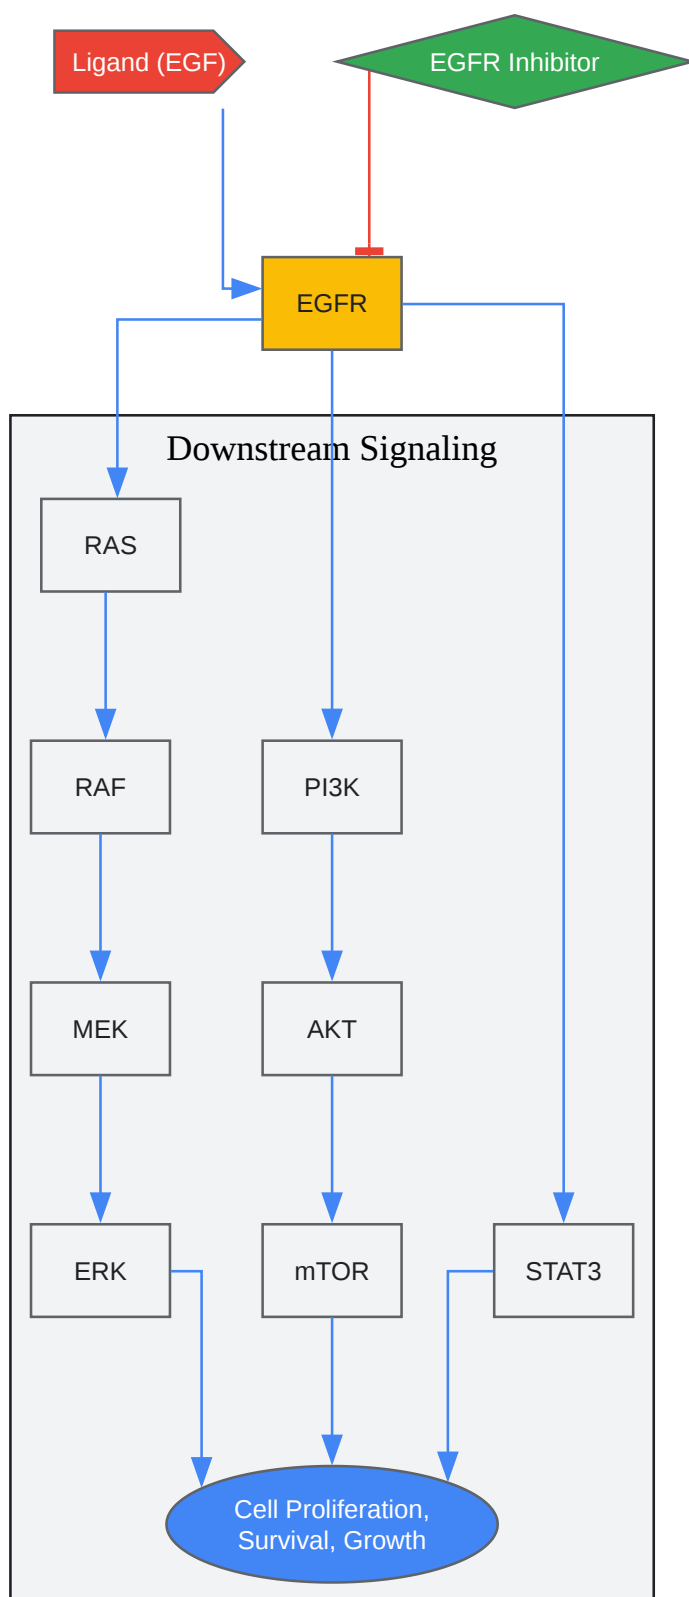 Ligand (EGF)
EGFR Inhibitor
EGFR
Downstream Signaling
RAS
RAF
PI3K
MEK
AKT
ERK
mTOR
STAT3
Cell Proliferation,
Survival, Growth